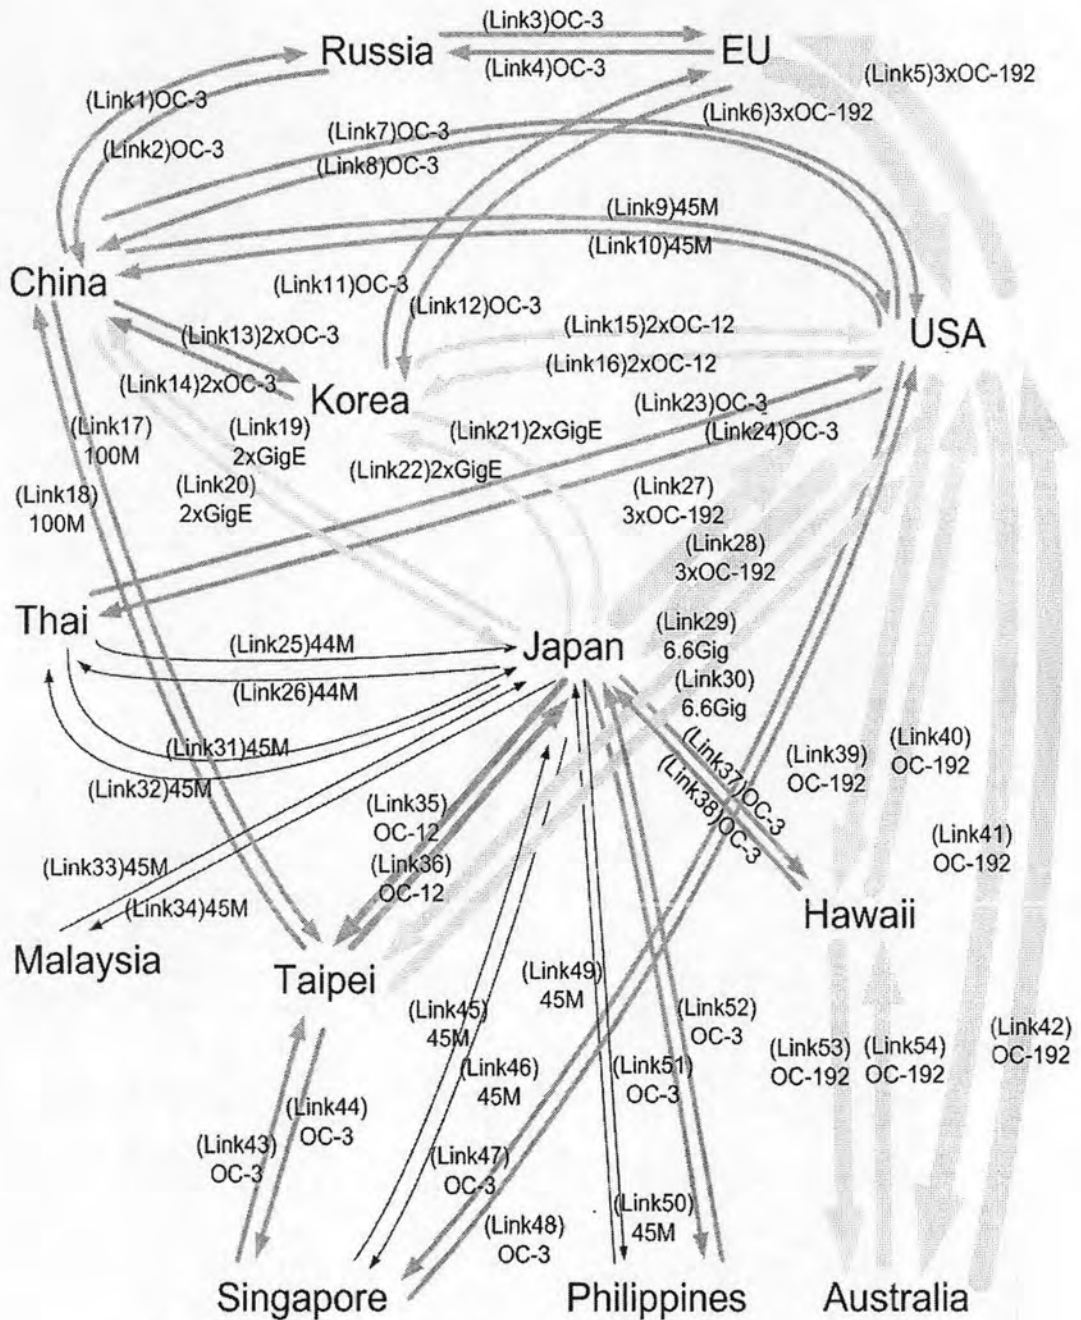 (Link3)OC-3
Russia
EU
(Link4)OC-3
(Link5)3xOC-192
(Link1)OC-3
(Link6)3xOC-192
(Link7)OC-3
(Link2)OC-3
(Link8)OC-3
(Link9)45M
(Link10)45M
China
(Link11)OC-3
(Link12)OC-3
(Link13)2xOC-3
(Link15)2xOC-12
USA
(Link16)2xOC-12
(Link14)2xOC-3
Korea
(Link23)OC-3
(Link17)
100M
(Link19)
2xGigE
(Link21)2xGigE
(Link24)OC-3
(Link22)2xGigE
(Link18)
100M
(Link20)
2xGigE
(Link27)
3xOC-192
(Link28)
3xOC-192
Thai
(Link25)44M
Japan
(Link29)
6.6Gig
(Link26)44M
(Link30)
6.6Gig
(Link31)45M
(Link32)45M
(Link37)OC-3
(Link38)OC-3
(Link39)
OC-192
(Link40)
OC-192
(Link35)
OC-12
(Link41)
OC-192
(Link33)45M
(Link36)
OC-12
(Link34)45M
Hawaii
Malaysia
Taipei
(Link49)
45M
(Link45)
45M
(Link52)
OC-3
(Link42)
OC-192
(Link53)
OC-192
(Link54)
OC-192
(Link46)
45M
(Link51)
OC-3
(Link44)
OC-3
(Link43)
OC-3
(Link47)
OC-3
(Link50)
45M
(Link48)
OC-3
Singapore
Philippines
Australia